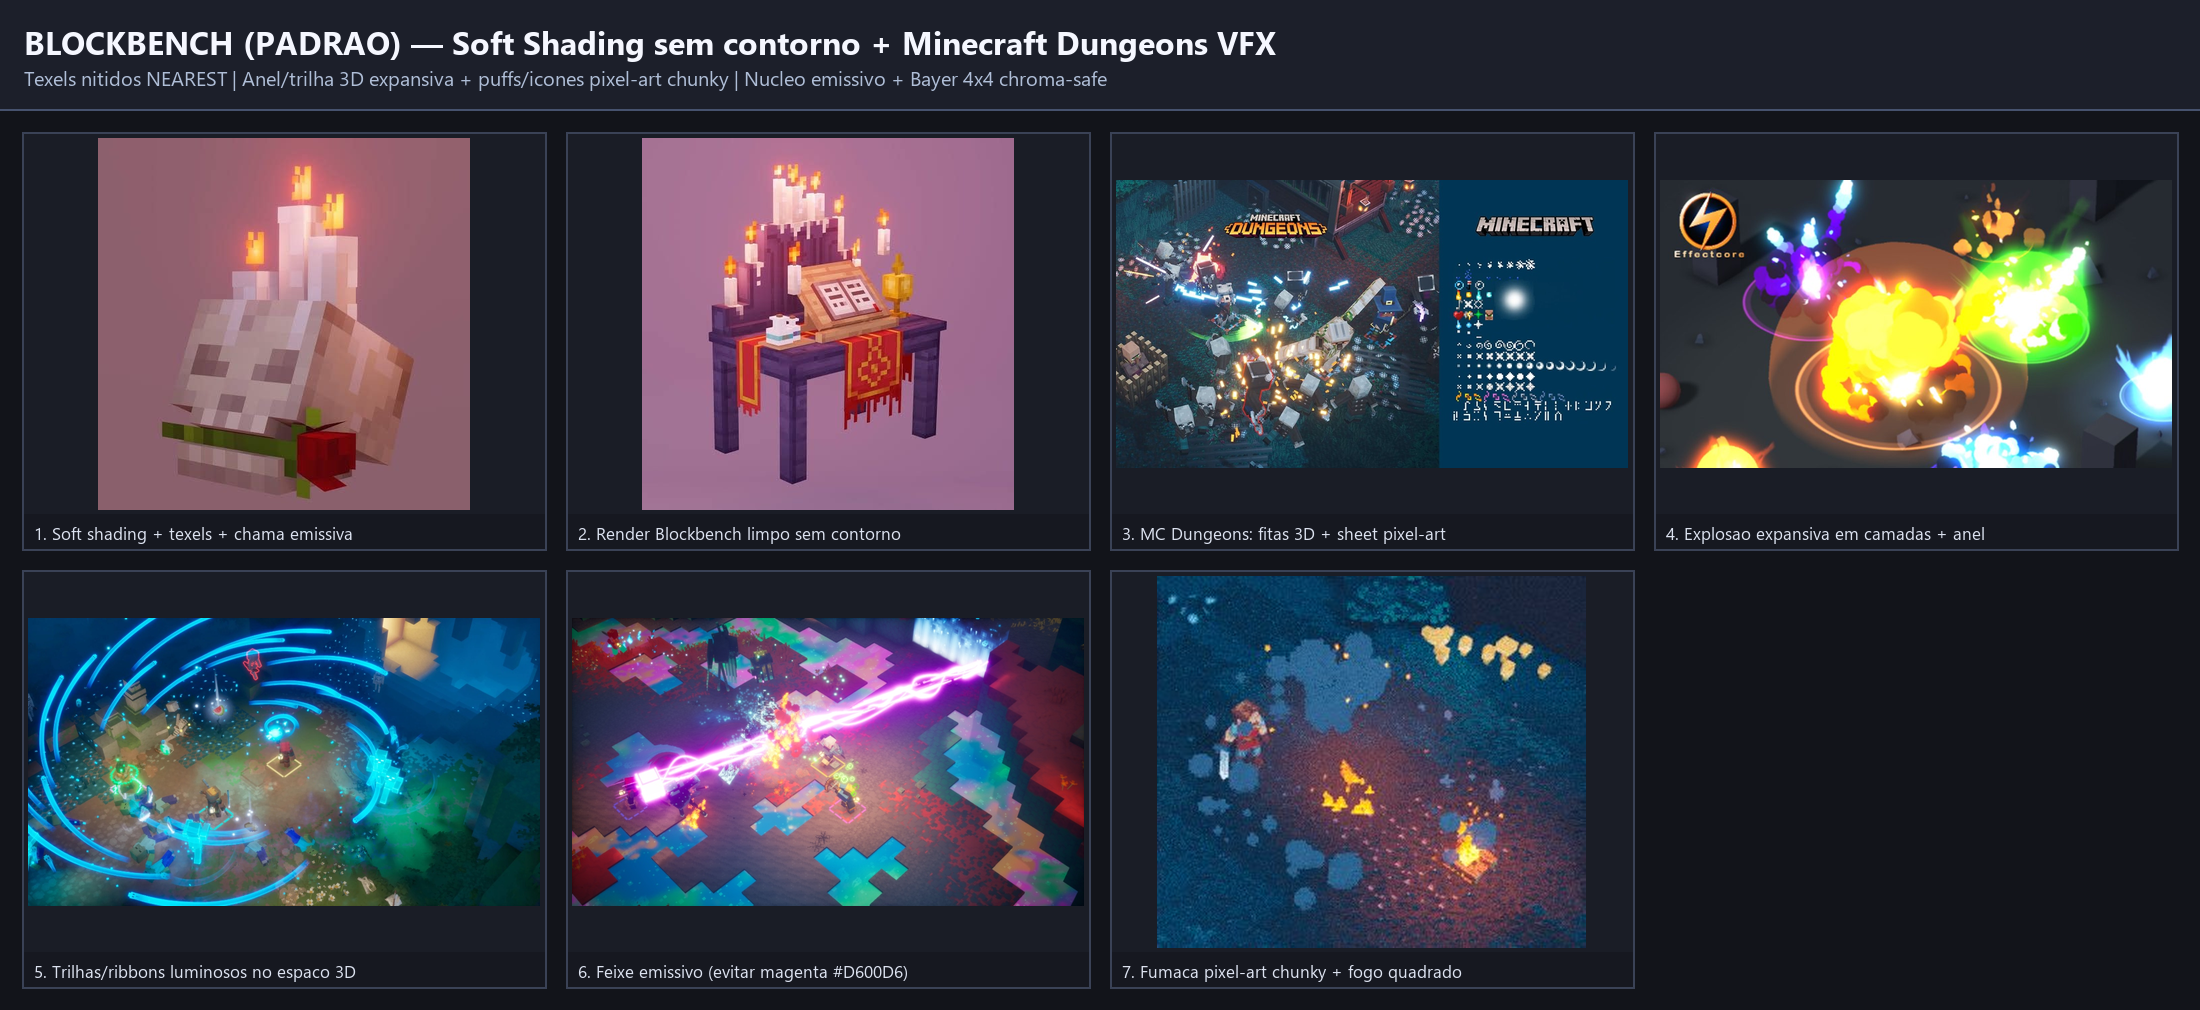 BLOCKBENCH (PADRAO) — Soft Shading sem contorno + Minecraft Dungeons VFX
Texels nitidos NEAREST | Anel/trilha 3D expansiva + puffs/icones pixel-art chunky | Nucleo emissivo + Bayer 4x4 chroma-safe
MINECRAFT
DUNGEONS
MINECRAFT
Effectcore
1. Soft shading + texels + chama emissiva
2. Render Blockbench limpo sem contorno
3. MC Dungeons: fitas 3D + sheet pixel-art
4. Explosao expansiva em camadas + anel
5. Trilhas/ribbons luminosos no espaco 3D
6. Feixe emissivo (evitar magenta #D600D6)
7. Fumaca pixel-art chunky + fogo quadrado